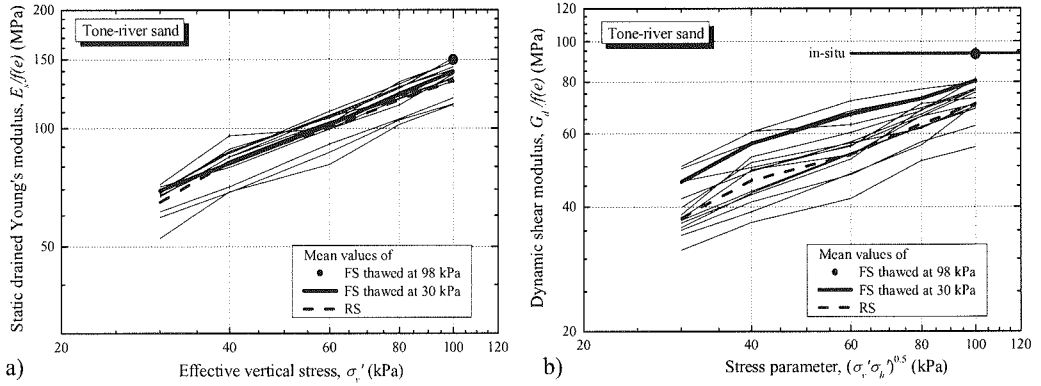 200
150
100
50
20
40
60
80
100
120
Tone-river sand
Static drained Young's modulus, Eᵥ/f(e) (MPa)
Effective vertical stress, σᵥ' (kPa)
Mean values of
FS thawed at 98 kPa
FS thawed at 30 kPa
RS
a)
120
100
80
60
40
20
20
40
60
80
100
120
Tone-river sand
in-situ
Dynamic shear modulus, G_d/f(e) (MPa)
Stress parameter, (σᵥ'σₕ')^0.5 (kPa)
Mean values of
FS thawed at 98 kPa
FS thawed at 30 kPa
RS
b)